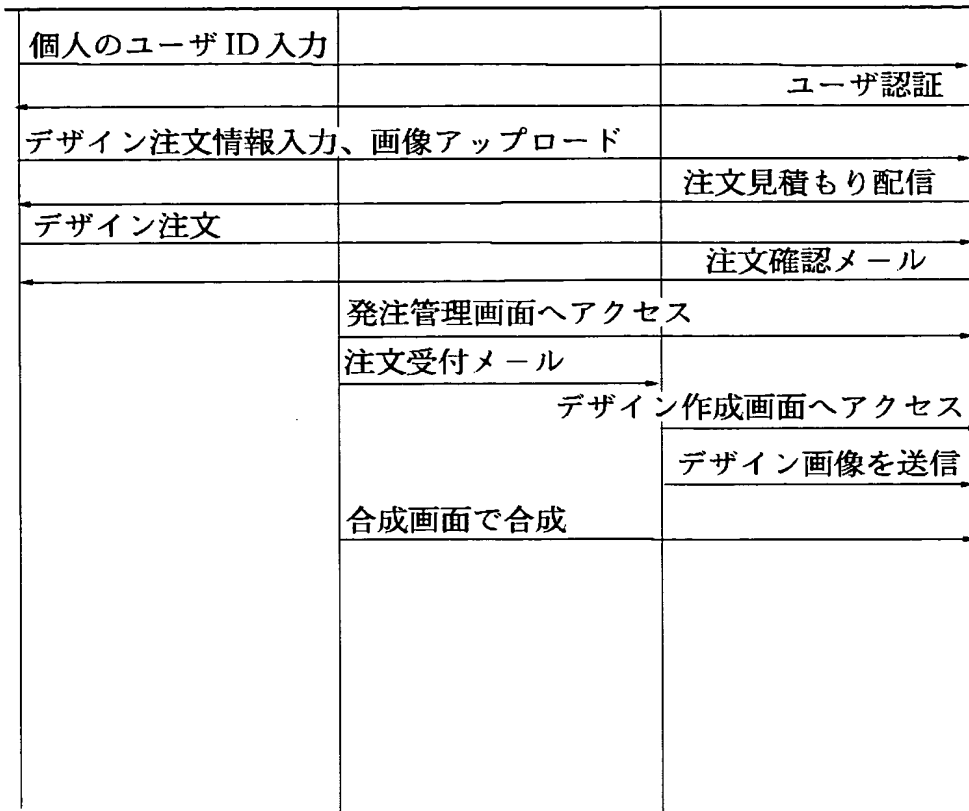 個人のユーザID入力
ユーザ認証
デザイン注文情報入力、画像アップロード
注文見積もり配信
デザイン注文
注文確認メール
発注管理画面へアクセス
注文受付メール
デザイン作成画面へアクセス
デザイン画像を送信
合成画面で合成